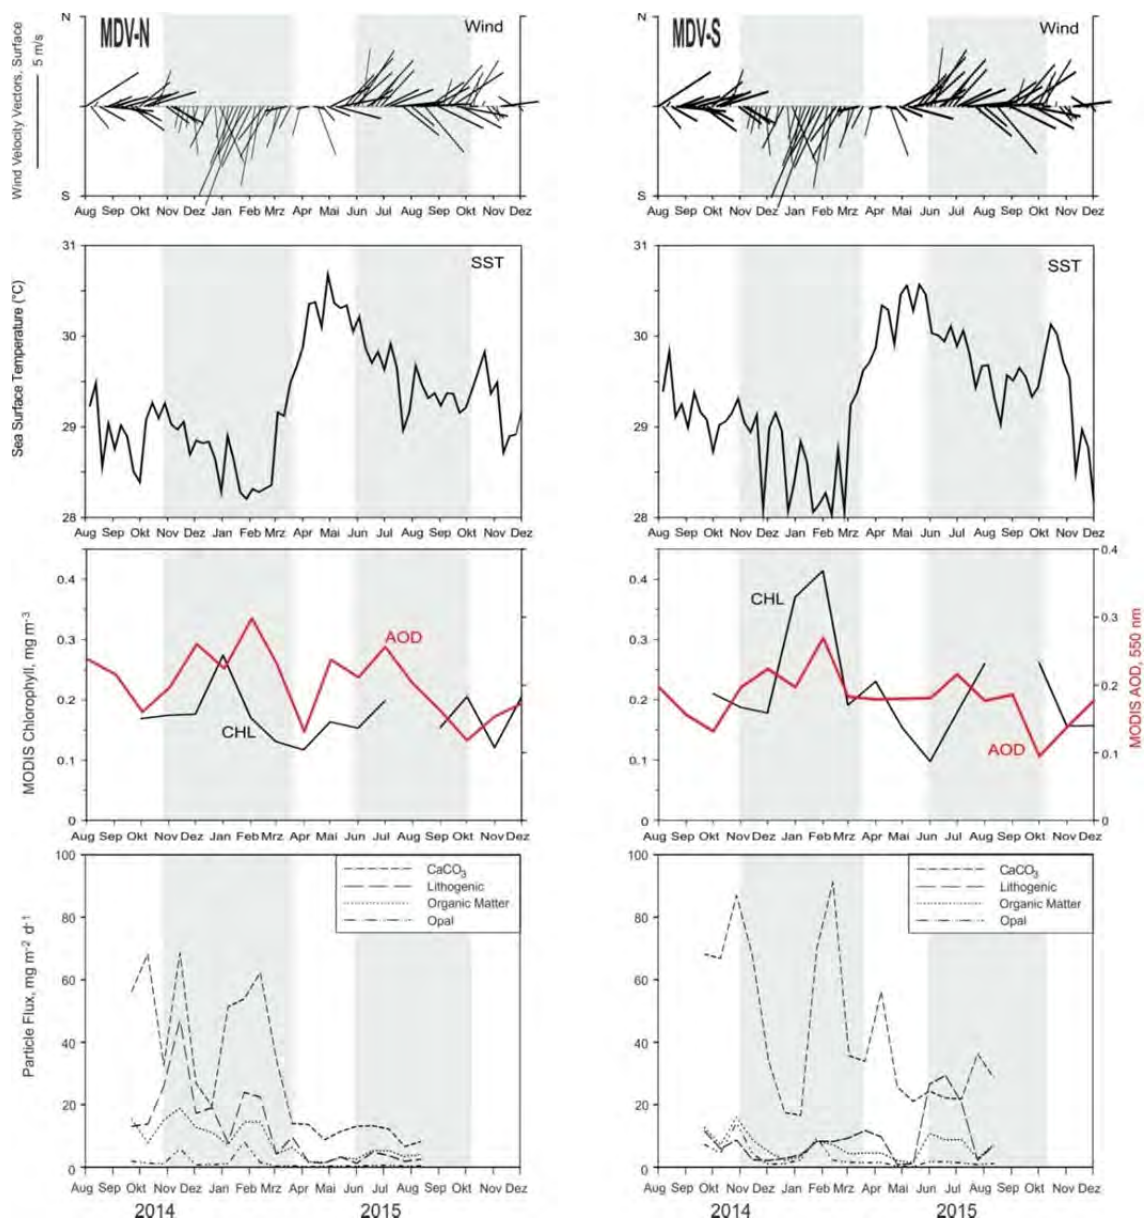 MDV-N
Wind
N
S
Wind Velocity Vectors, Surface
5 m/s
Aug Sep Okt Nov Dez Jan Feb Mrz Apr Mai Jun Jul Aug Sep Okt Nov Dez
MDV-S
Wind
N
S
Aug Sep Okt Nov Dez Jan Feb Mrz Apr Mai Jun Jul Aug Sep Okt Nov Dez
SST
Sea Surface Temperature (°C)
31
30
29
28
Aug Sep Okt Nov Dez Jan Feb Mrz Apr Mai Jun Jul Aug Sep Okt Nov Dez
SST
31
30
29
28
Aug Sep Okt Nov Dez Jan Feb Mrz Apr Mai Jun Jul Aug Sep Okt Nov Dez
MODIS Chlorophyll, mg m-3
0.4
0.3
0.2
0.1
0
AOD
CHL
Aug Sep Okt Nov Dez Jan Feb Mrz Apr Mai Jun Jul Aug Sep Okt Nov Dez
0.4
0.3
0.2
0.1
0
CHL
AOD
0.4
0.3
0.2
0.1
0
MODIS AOD, 550 nm
Aug Sep Okt Nov Dez Jan Feb Mrz Apr Mai Jun Jul Aug Sep Okt Nov Dez
Particle Flux, mg m-2 d-1
100
80
60
40
20
0
CaCO3
Lithogenic
Organic Matter
Opal
Aug Sep Okt Nov Dez Jan Feb Mrz Apr Mai Jun Jul Aug Sep Okt Nov Dez
2014
2015
100
80
60
40
20
0
CaCO3
Lithogenic
Organic Matter
Opal
Aug Sep Okt Nov Dez Jan Feb Mrz Apr Mai Jun Jul Aug Sep Okt Nov Dez
2014
2015